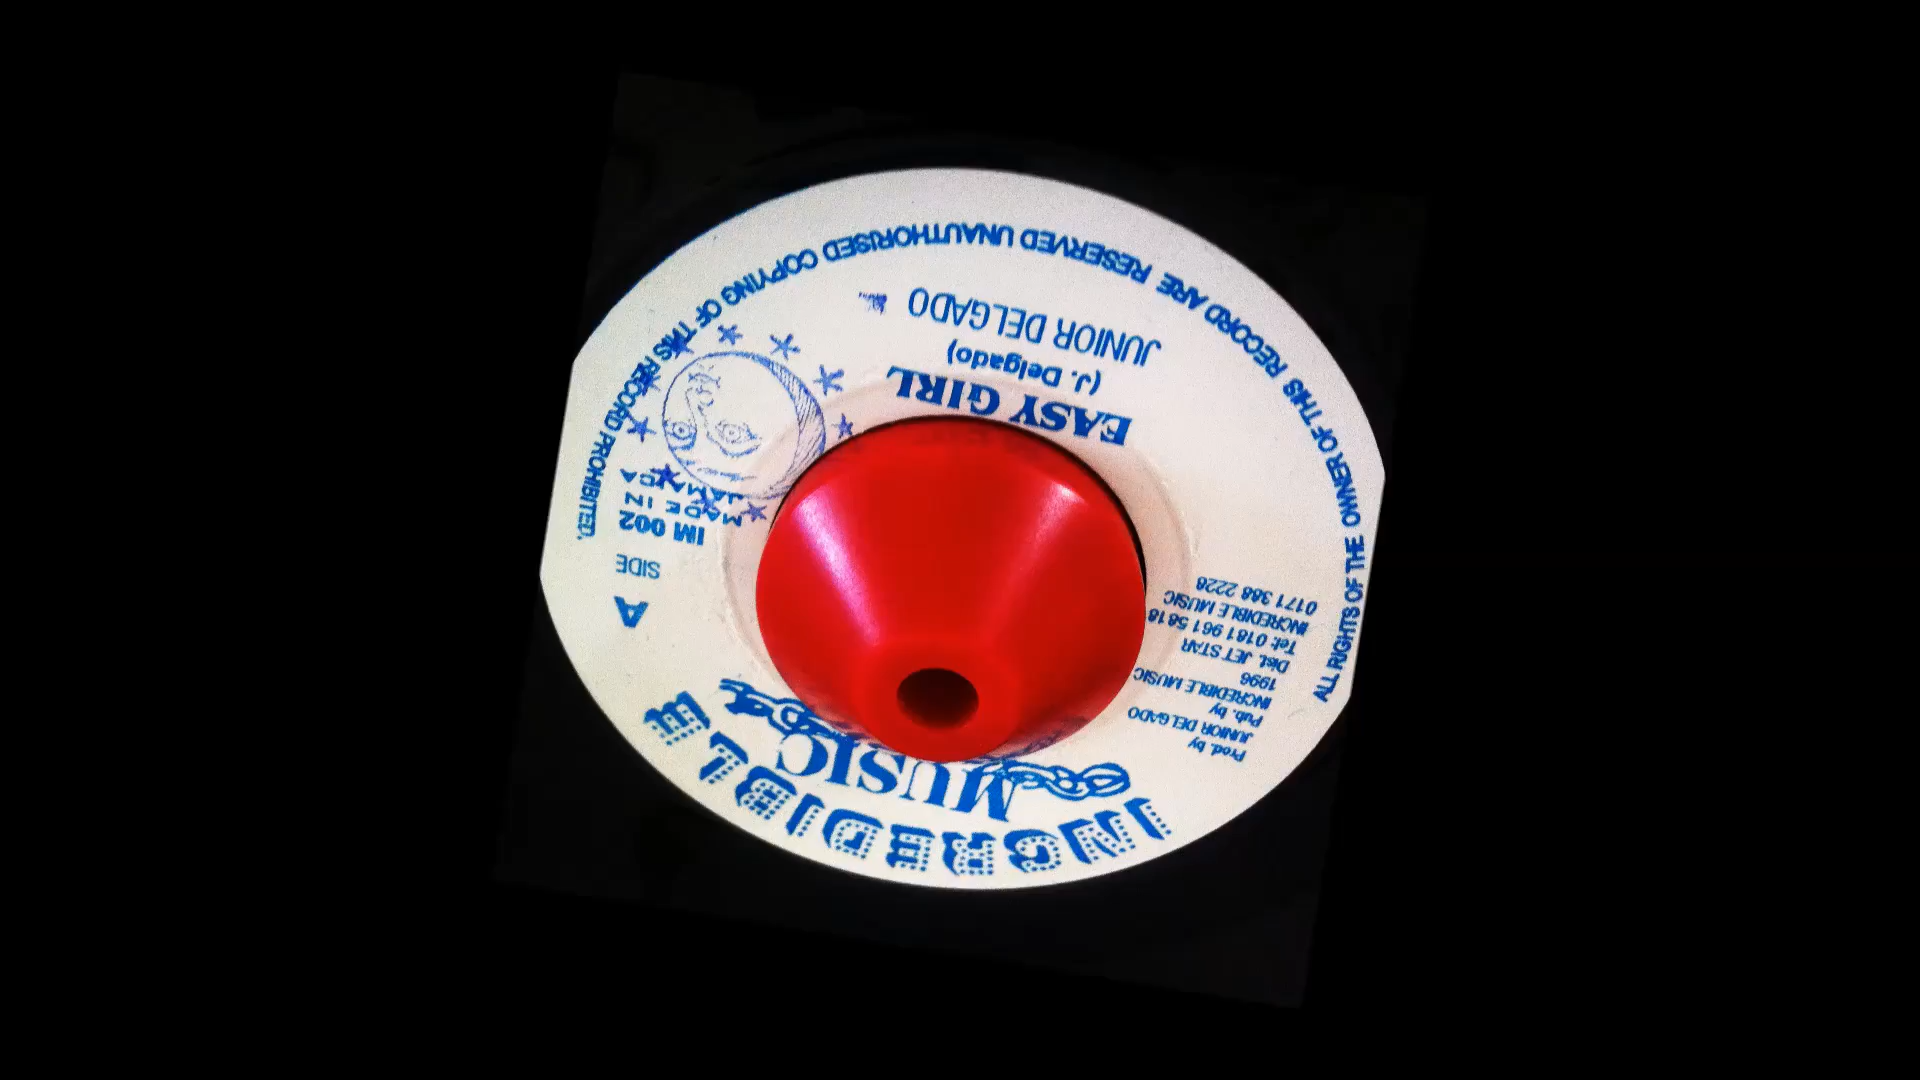 INCREDIBLE
MUSIC
A
SIDE
IM 002
MADE IN
JAMAICA
Prod. by
JUNIOR DELGADO
Pub. by
INCREDIBLE MUSIC
1996
Dist. JET STAR
Tel: 0181 961 5818
INCREDIBLE MUSIC
0171 388 2228
EASY GIRL
(J. Delgado)
JUNIOR DELGADO
ALL RIGHTS OF THE OWNER OF THIS RECORD ARE RESERVED UNAUTHORISED COPYING OF THIS RECORD PROHIBITED.